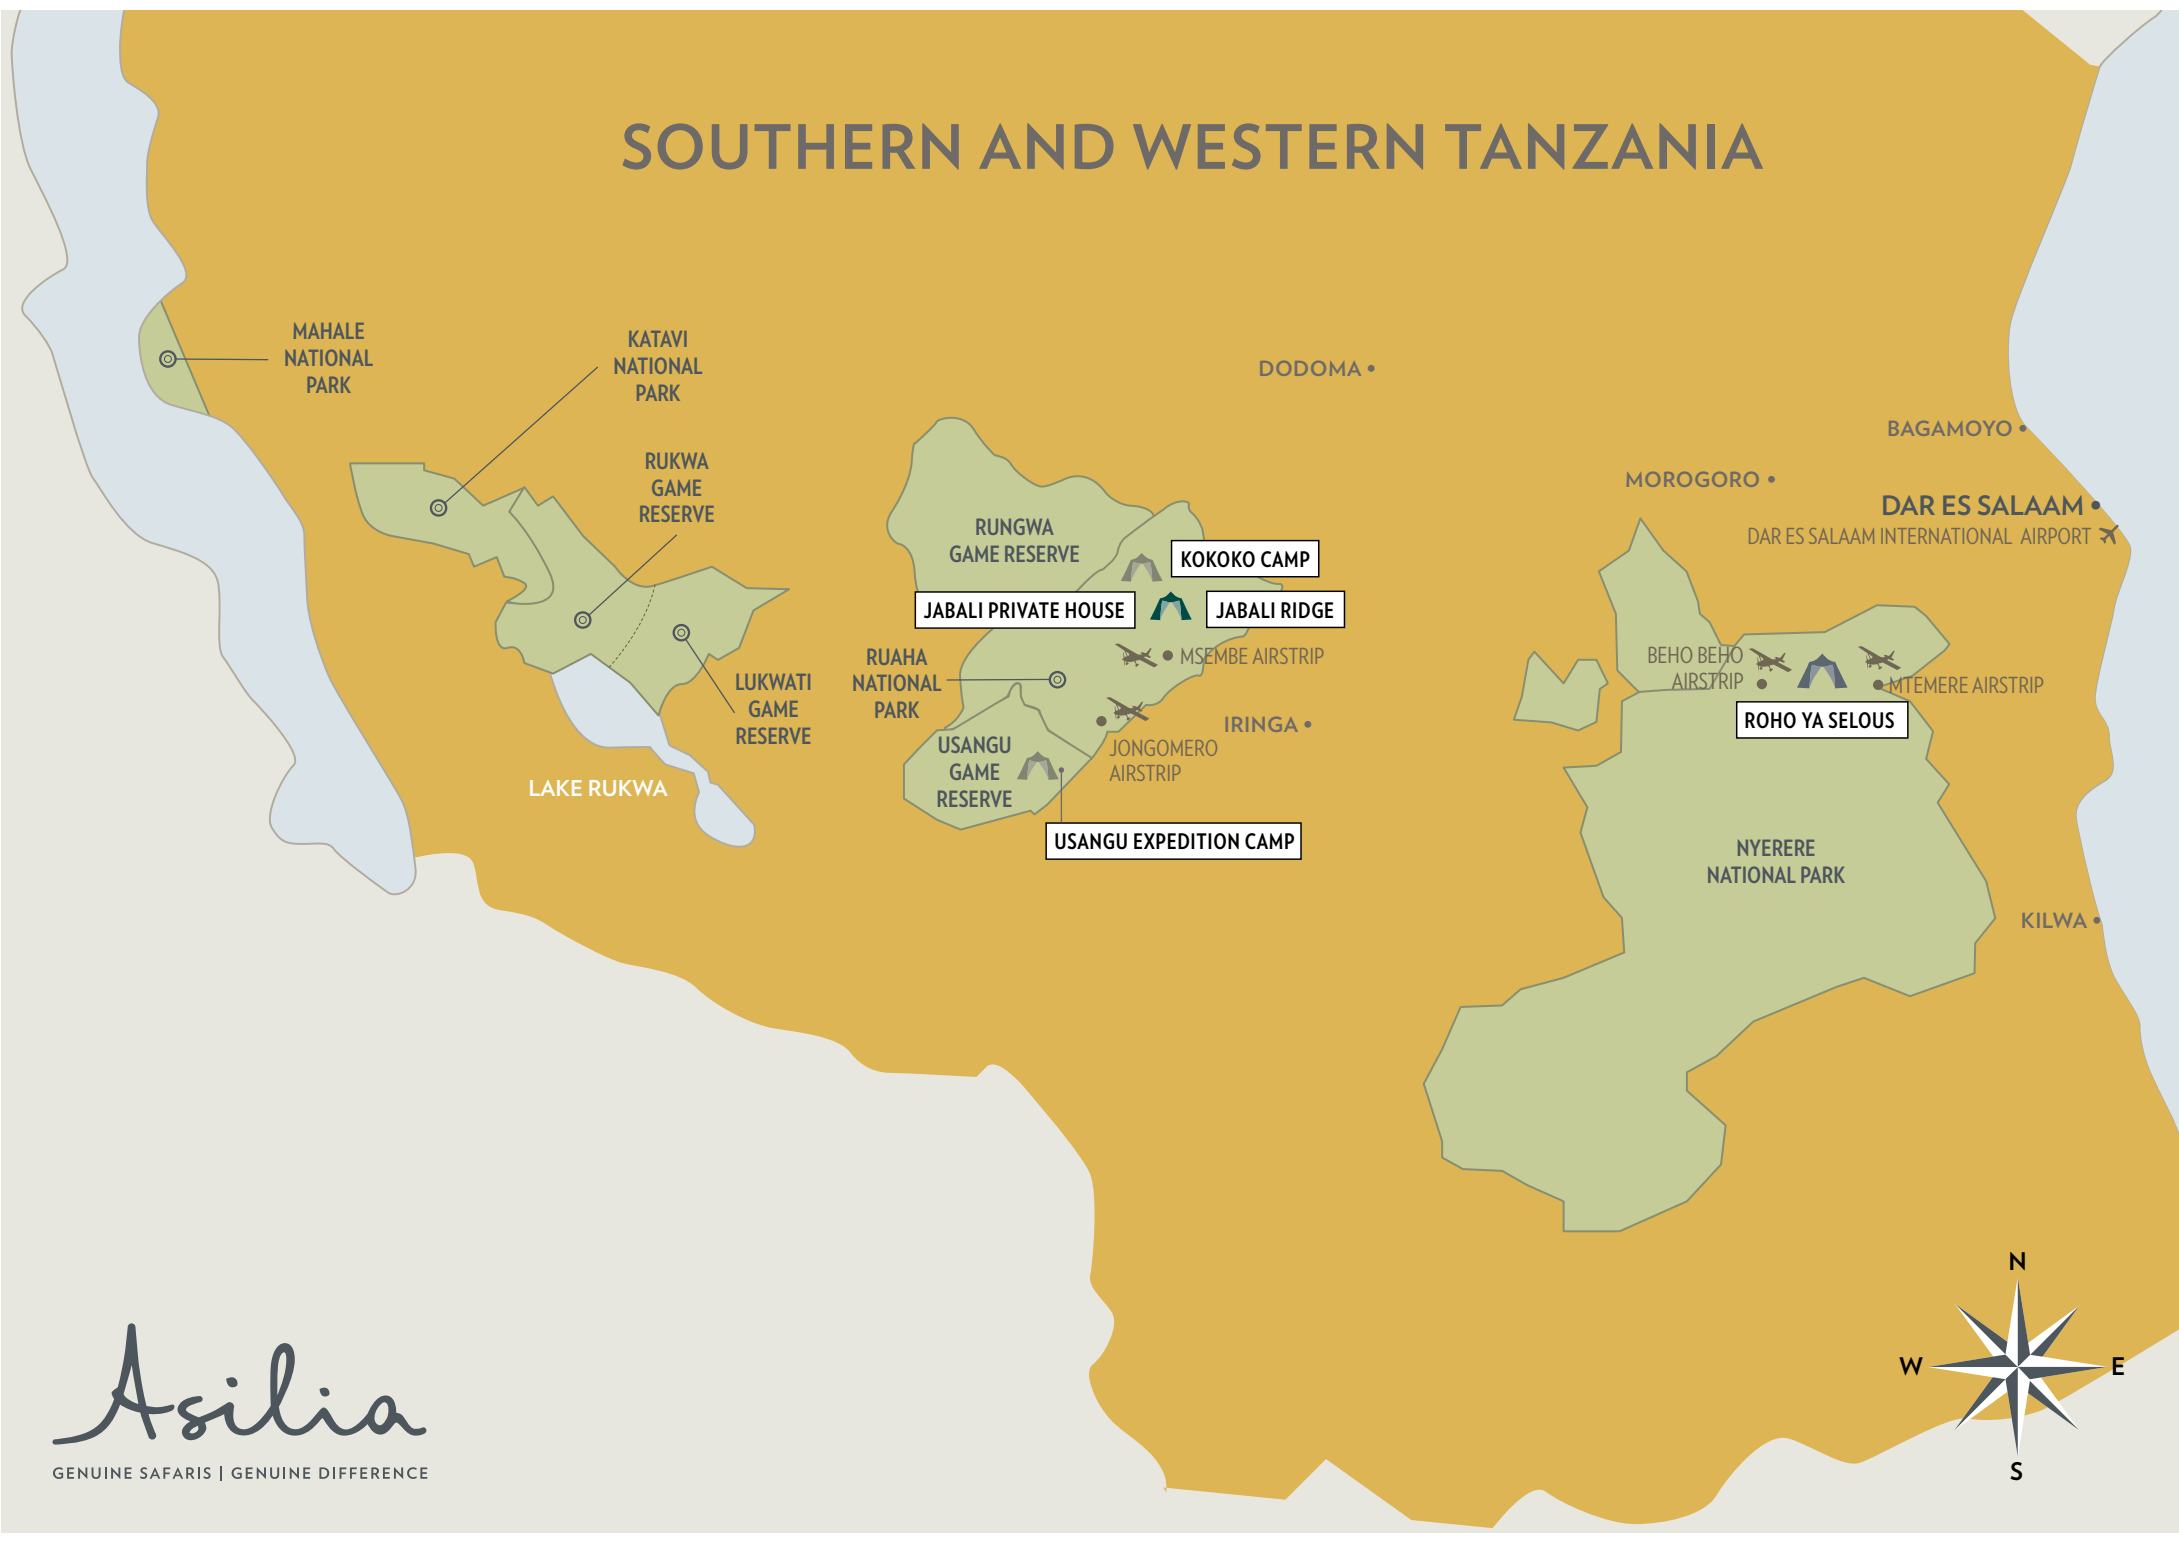 SOUTHERN AND WESTERN TANZANIA
MAHALE
NATIONAL
PARK
KATAVI
NATIONAL
PARK
RUKWA
GAME
RESERVE
LUKWATI
GAME
RESERVE
LAKE RUKWA
DODOMA
RUNGWA
GAME RESERVE
KOKOKO CAMP
JABALI PRIVATE HOUSE
JABALI RIDGE
MSEMBE AIRSTRIP
RUAHA
NATIONAL
PARK
IRINGA
JONGOMERO
AIRSTRIP
USANGU
GAME
RESERVE
USANGU EXPEDITION CAMP
BAGAMOYO
MOROGORO
DAR ES SALAAM
DAR ES SALAAM INTERNATIONAL AIRPORT
BEHO BEHO
AIRSTRIP
MTEMERE AIRSTRIP
ROHO YA SELOUS
NYERERE
NATIONAL PARK
KILWA
N
W
E
S
Asilia
GENUINE SAFARIS | GENUINE DIFFERENCE